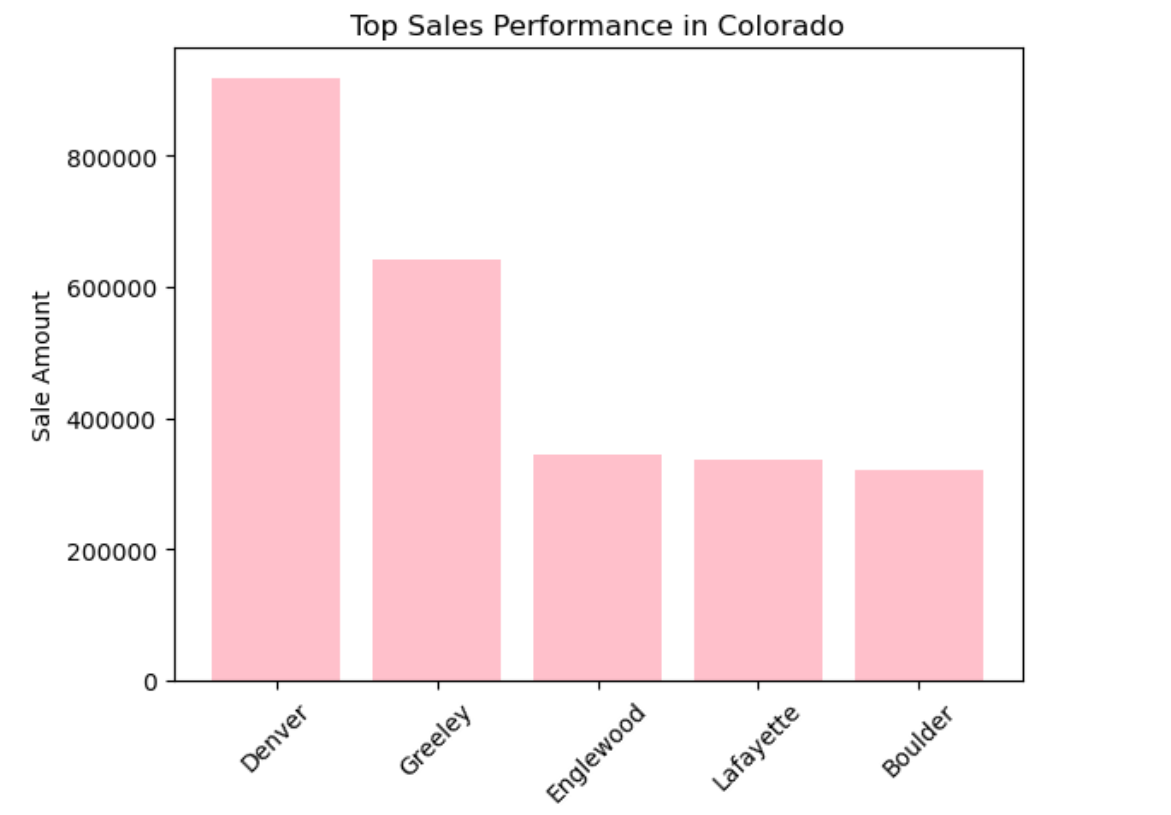 Top Sales Performance in Colorado
Sale Amount
800000
600000
400000
200000
0
Denver
Greeley
Englewood
Lafayette
Boulder